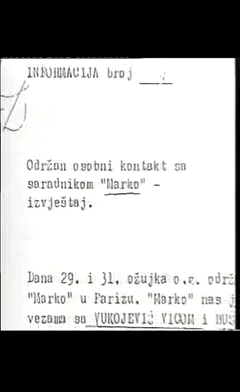 INFORMACIJA broj
Održan osobni kontakt sa
saradnikom "Marko" -
izvještaj.
Dana 29. i 31. ožujka o.g. održ
"Marko" u Parizu. "Marko" nas j
vezama sa VUKOJEVIĆ VICOM i